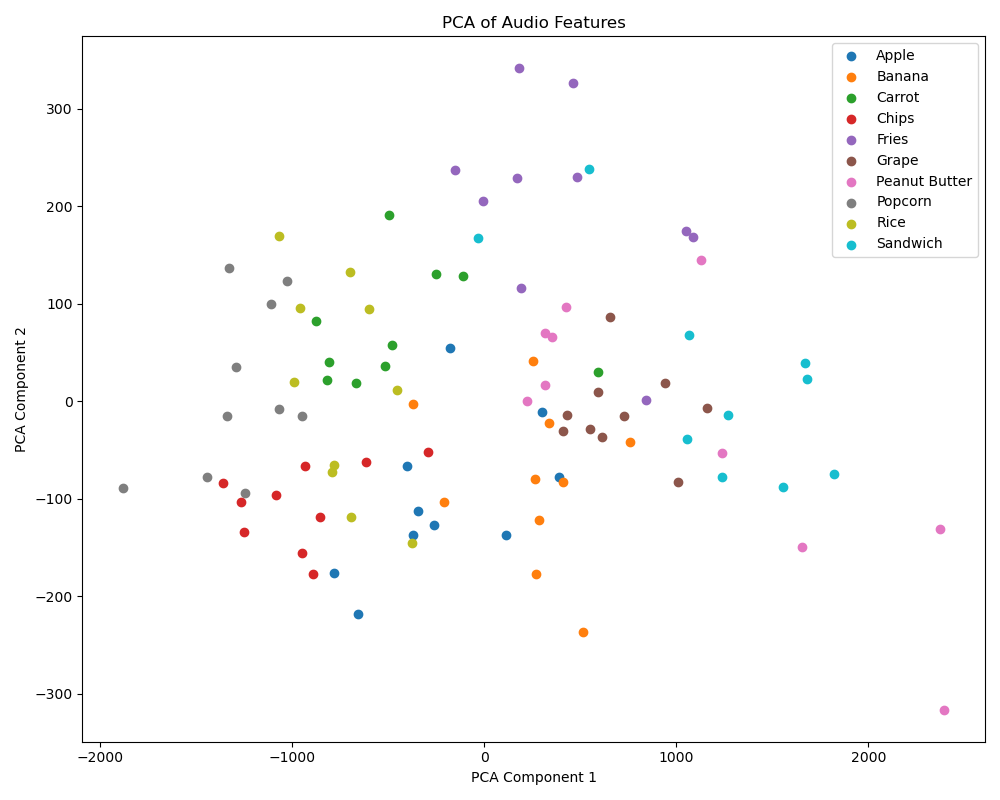 PCA of Audio Features
Apple
Banana
Carrot
Chips
Fries
Grape
Peanut Butter
Popcorn
Rice
Sandwich
PCA Component 2
300
200
100
0
−100
−200
−300
−2000
−1000
0
1000
2000
PCA Component 1